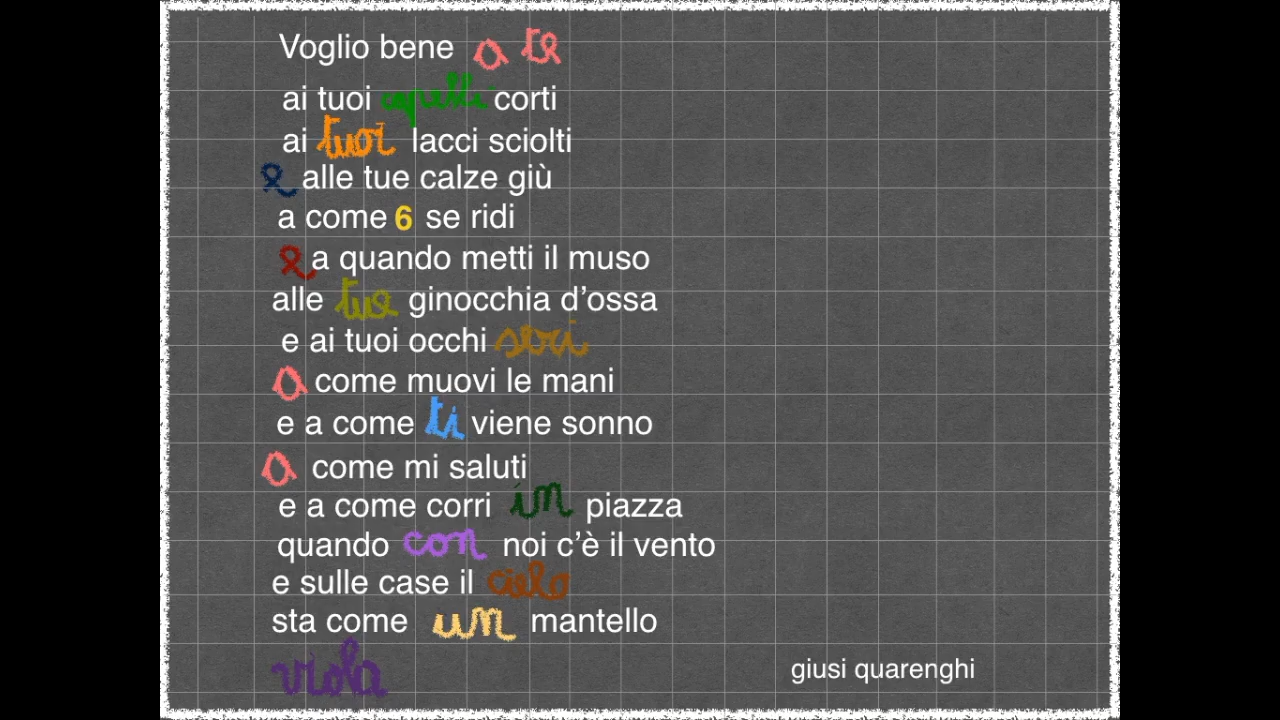 Voglio bene a te
ai tuoi capelli corti
ai tuoi lacci sciolti
e alle tue calze giù
a come 6 se ridi
e a quando metti il muso
alle tue ginocchia d'ossa
e ai tuoi occhi seri
a come muovi le mani
e a come ti viene sonno
a come mi saluti
e a come corri in piazza
quando con noi c'è il vento
e sulle case il cielo
sta come un mantello
viola
giusi quarenghi